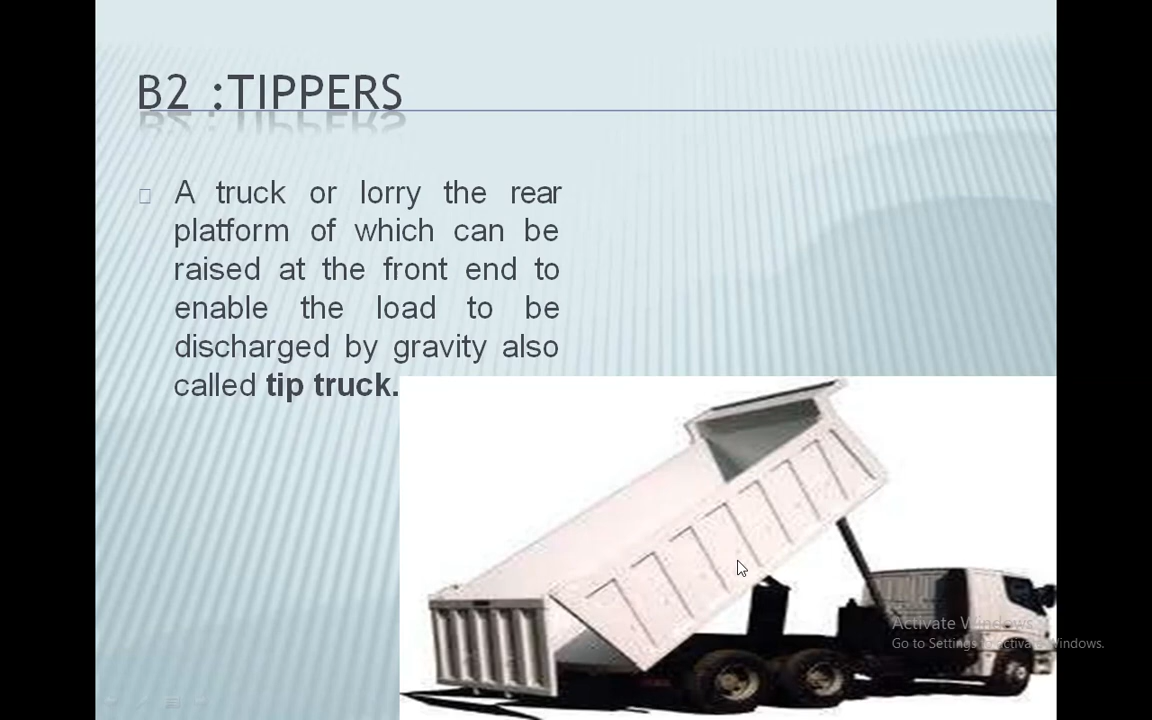 B2 :TIPPERS
A truck or lorry the rear
platform of which can be
raised at the front end to
enable the load to be
discharged by gravity also
called tip truck.
Activate Windows
Go to Settings to activate Windows.